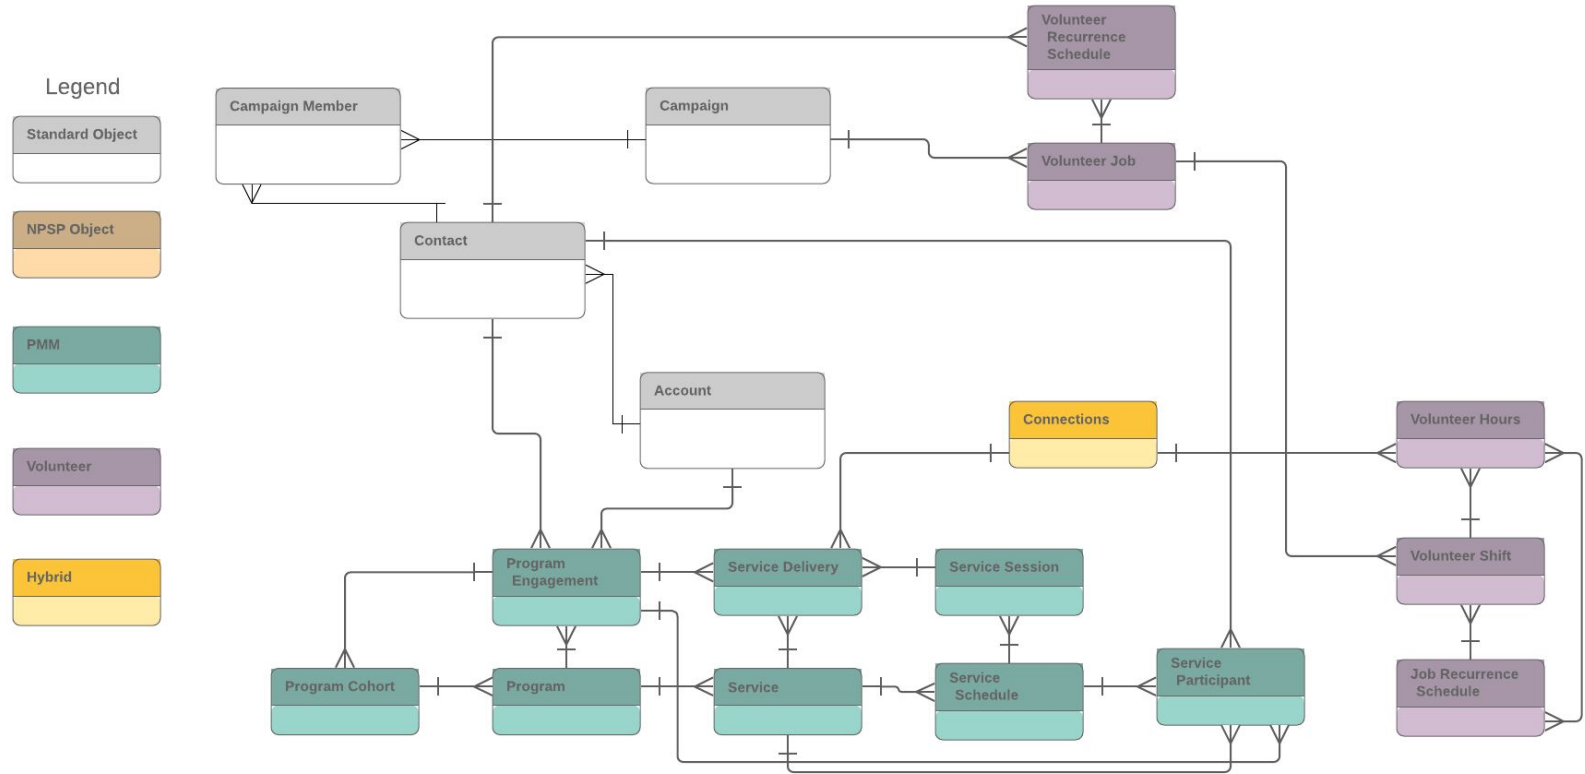 Legend
Standard Object
NPSP Object
PMM
Volunteer
Hybrid
Volunteer
Recurrence
Schedule
Campaign Member
Campaign
Volunteer Job
Contact
Account
Connections
Volunteer Hours
Program
Engagement
Service Delivery
Service Session
Volunteer Shift
Program Cohort
Program
Service
Service
Schedule
Service
Participant
Job Recurrence
Schedule